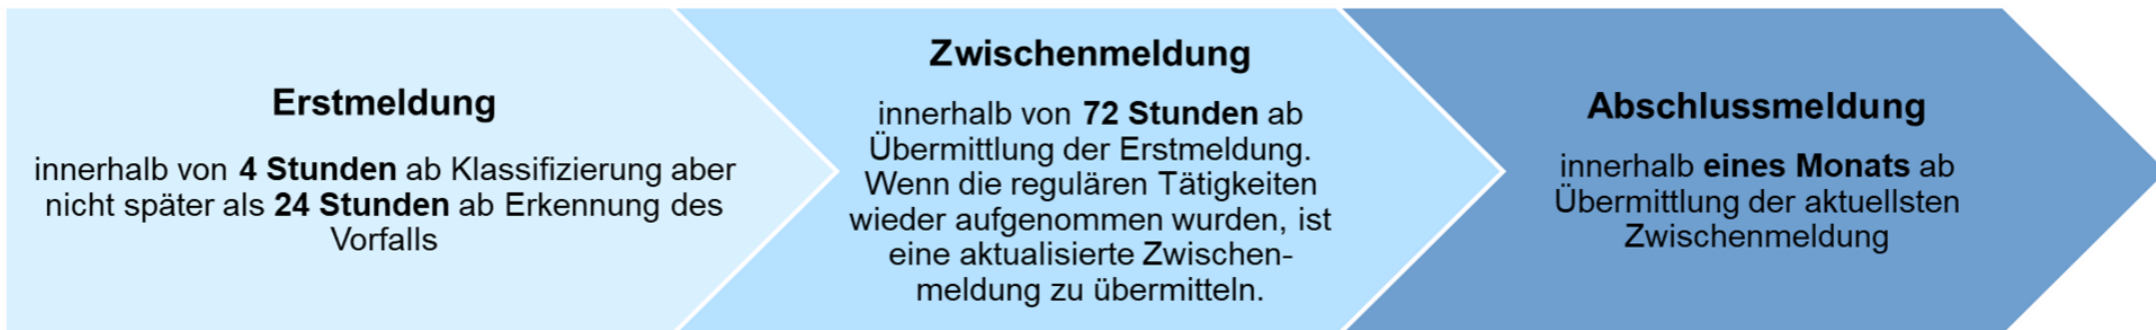 Erstmeldung
innerhalb von 4 Stunden ab Klassifizierung aber
nicht später als 24 Stunden ab Erkennung des
Vorfalls
Zwischenmeldung
innerhalb von 72 Stunden ab
Übermittlung der Erstmeldung.
Wenn die regulären Tätigkeiten
wieder aufgenommen wurden, ist
eine aktualisierte Zwischen-
meldung zu übermitteln.
Abschlussmeldung
innerhalb eines Monats ab
Übermittlung der aktuellsten
Zwischenmeldung